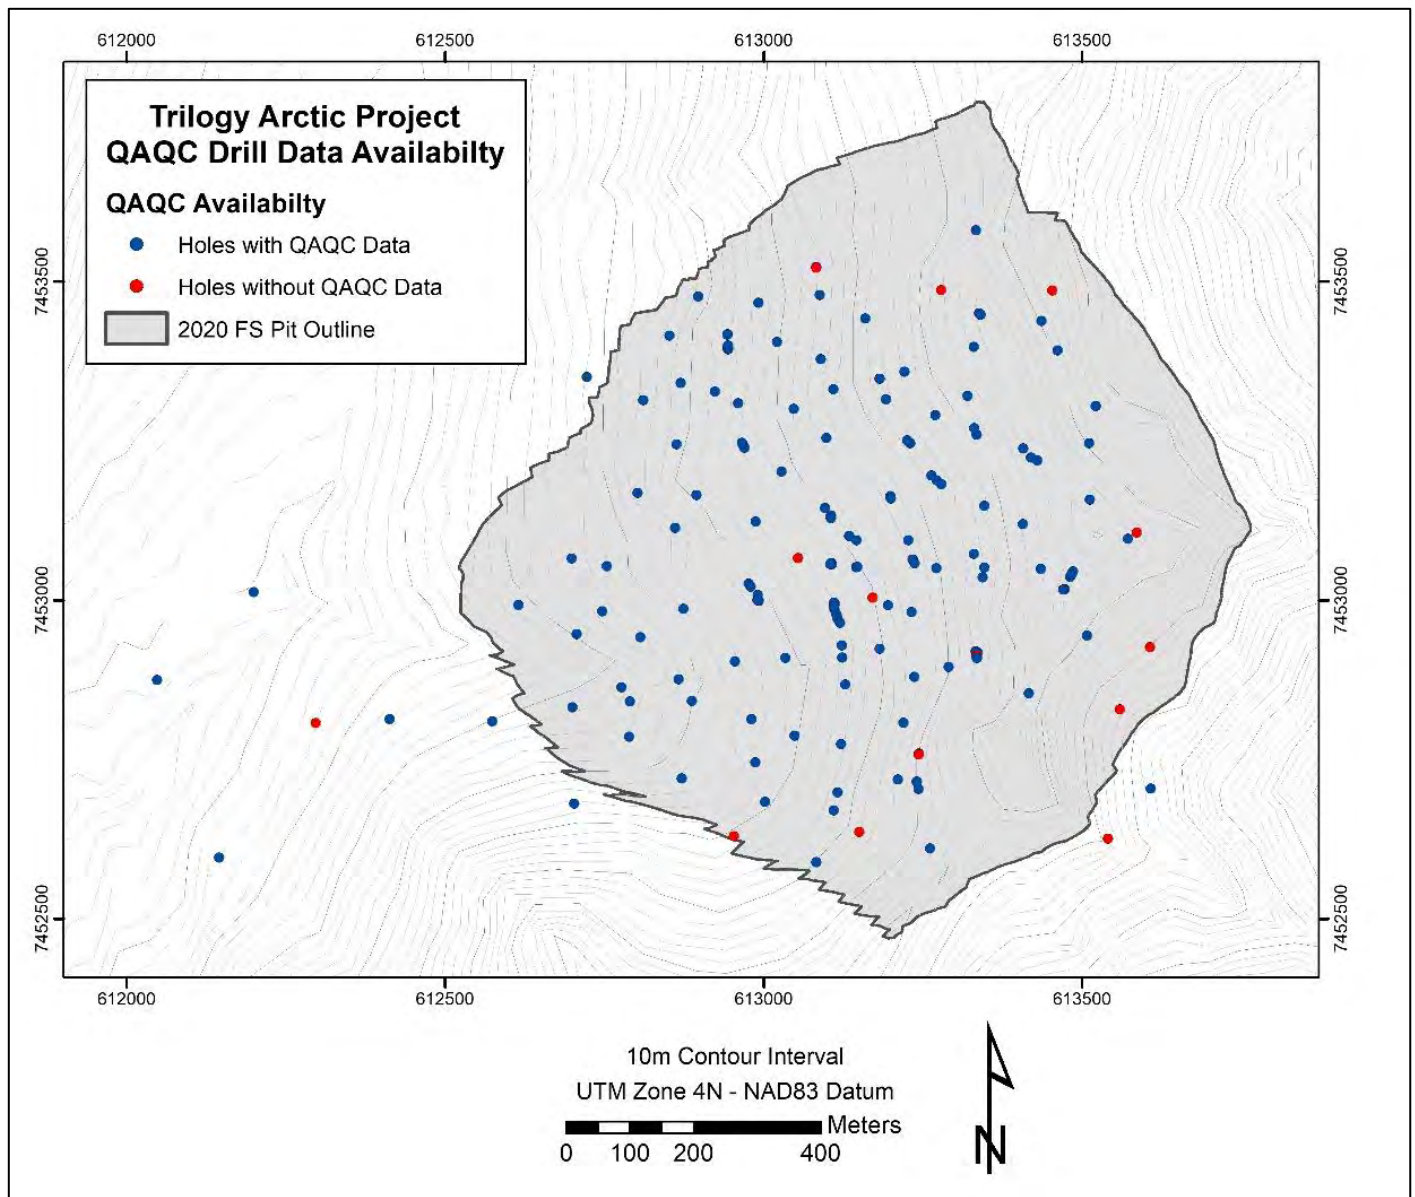 612000 612500 613000 613500
Trilogy Arctic Project
QAQC Drill Data Availabilty
QAQC Availabilty
Holes with QAQC Data
Holes without QAQC Data
2020 FS Pit Outline
7453500 7453500
7453000 7453000
7452500 7452500
612000 612500 613000 613500
10m Contour Interval
UTM Zone 4N - NAD83 Datum
Meters
0 100 200 400
N